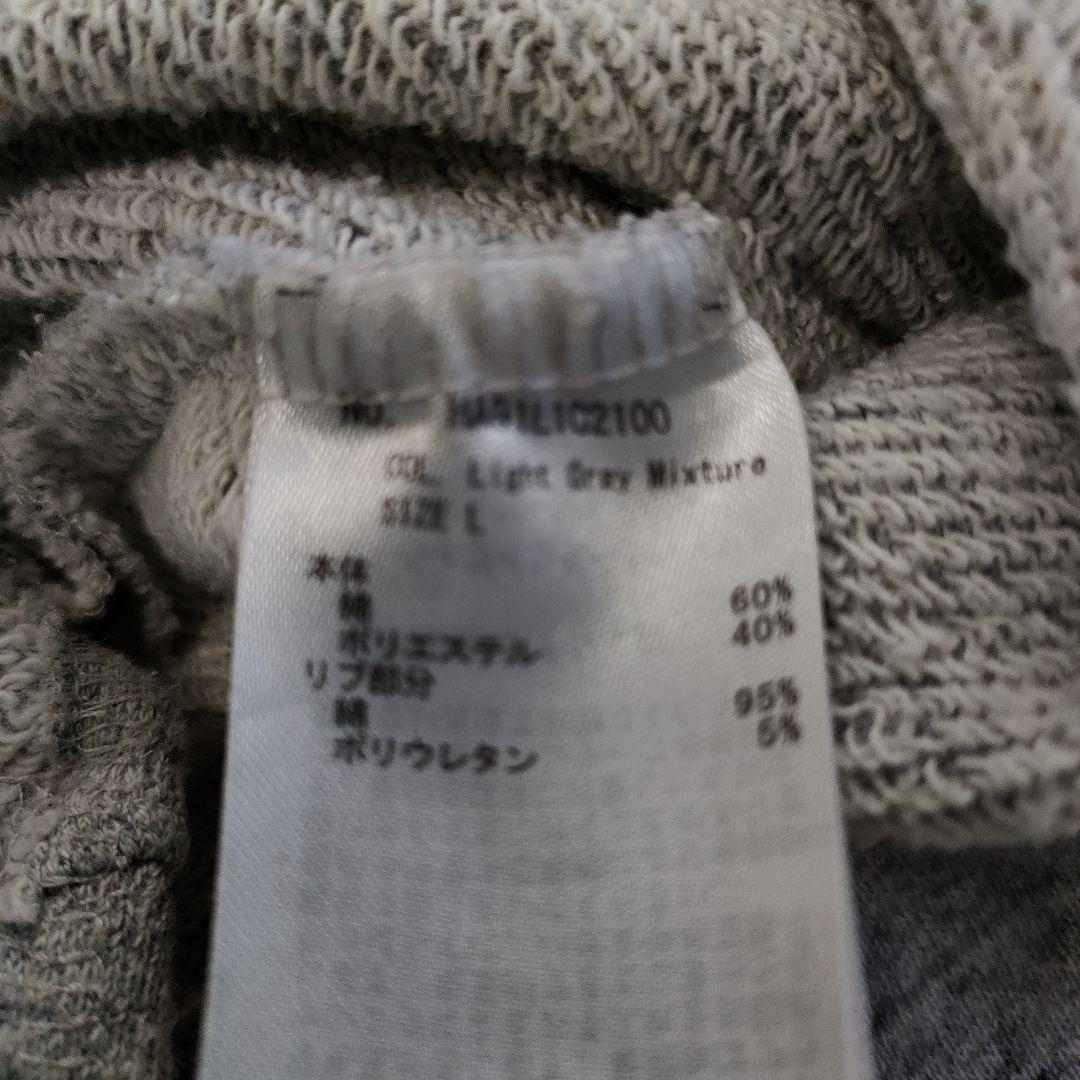 NO.
COL. Light Gray Mixture
SIZE L
本体
綿 60%
ポリエステル 40%
リブ部分
綿 95%
ポリウレタン 5%